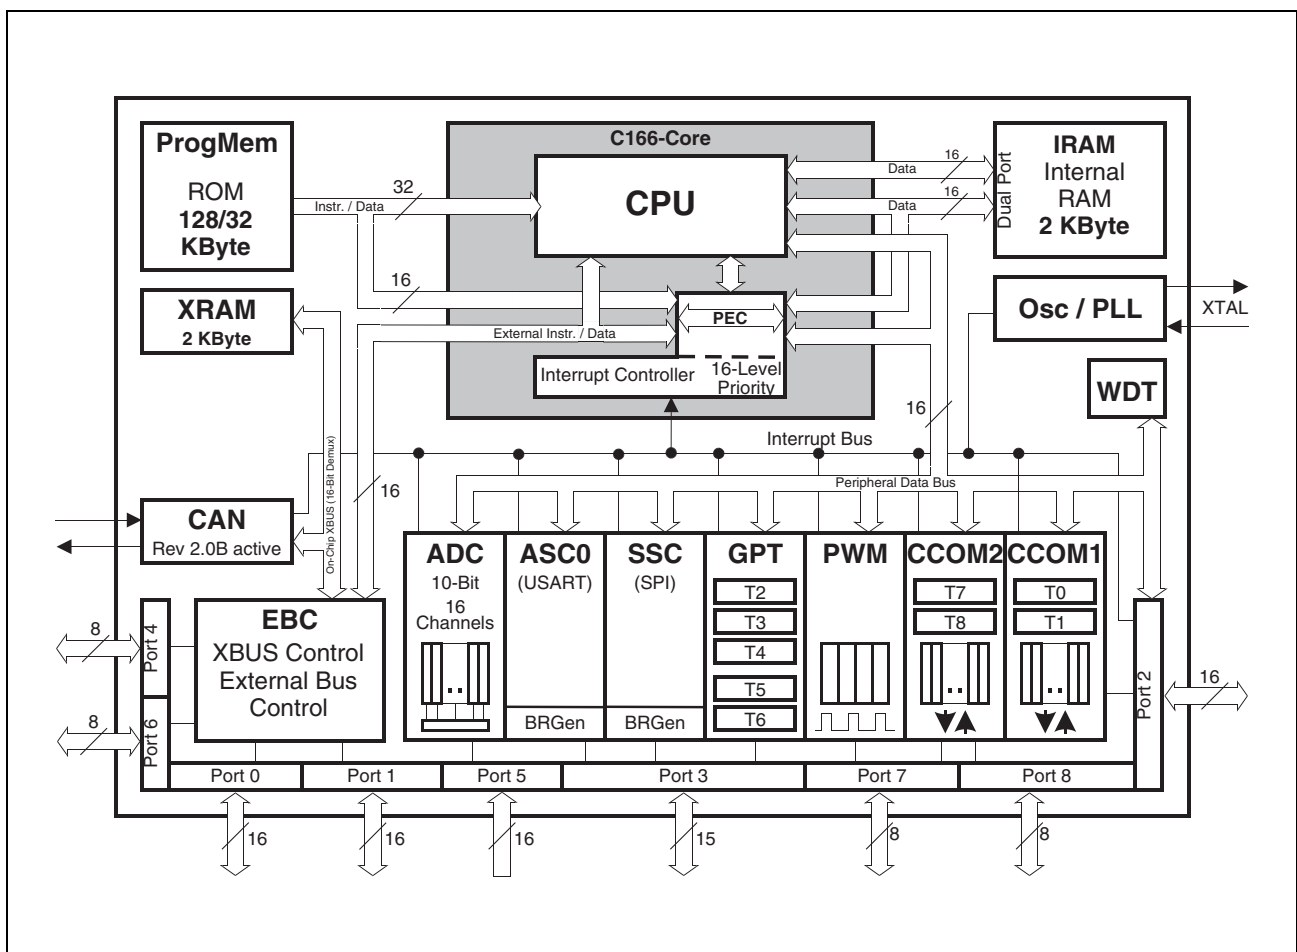 C166-Core
ProgMem
ROM
128/32
KByte
32
Instr. / Data
CPU
16
Data
16
Data
Dual Port
IRAM
Internal
RAM
2 KByte
XRAM
2 KByte
16
External Instr. / Data
PEC
Interrupt Controller
16-Level
Priority
Osc / PLL
XTAL
WDT
16
Interrupt Bus
Peripheral Data Bus
On-Chip XBUS (16-Bit Demux)
16
CAN
Rev 2.0B active
EBC
XBUS Control
External Bus
Control
8
Port 4
8
Port 6
ADC
10-Bit
16
Channels
ASC0
(USART)
BRGen
SSC
(SPI)
BRGen
GPT
T2
T3
T4
T5
T6
PWM
CCOM2
T7
T8
CCOM1
T0
T1
Port 2
16
Port 0
Port 1
Port 5
Port 3
Port 7
Port 8
16
16
16
15
8
8